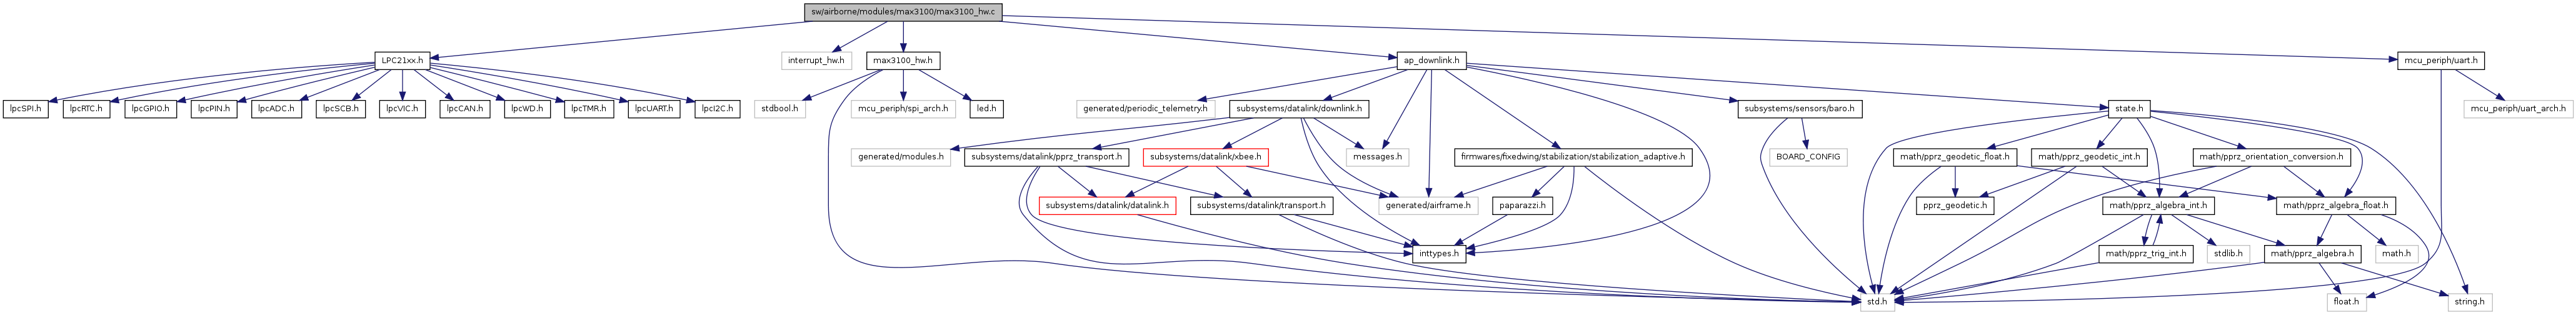 sw/airborne/modules/max3100/max3100_hw.c
LPC21xx.h
interrupt_hw.h
max3100_hw.h
ap_downlink.h
mcu_periph/uart.h
lpcSPI.h
lpcRTC.h
lpcGPIO.h
lpcPIN.h
lpcADC.h
lpcSCB.h
lpcVIC.h
lpcCAN.h
lpcWD.h
lpcTMR.h
lpcUART.h
lpcI2C.h
stdbool.h
mcu_periph/spi_arch.h
led.h
generated/periodic_telemetry.h
subsystems/datalink/downlink.h
subsystems/sensors/baro.h
state.h
mcu_periph/uart_arch.h
generated/modules.h
subsystems/datalink/pprz_transport.h
subsystems/datalink/xbee.h
messages.h
firmwares/fixedwing/stabilization/stabilization_adaptive.h
BOARD_CONFIG
math/pprz_geodetic_float.h
math/pprz_geodetic_int.h
math/pprz_orientation_conversion.h
subsystems/datalink/datalink.h
subsystems/datalink/transport.h
generated/airframe.h
paparazzi.h
pprz_geodetic.h
math/pprz_algebra_int.h
math/pprz_algebra_float.h
inttypes.h
math/pprz_trig_int.h
stdlib.h
math/pprz_algebra.h
math.h
std.h
float.h
string.h